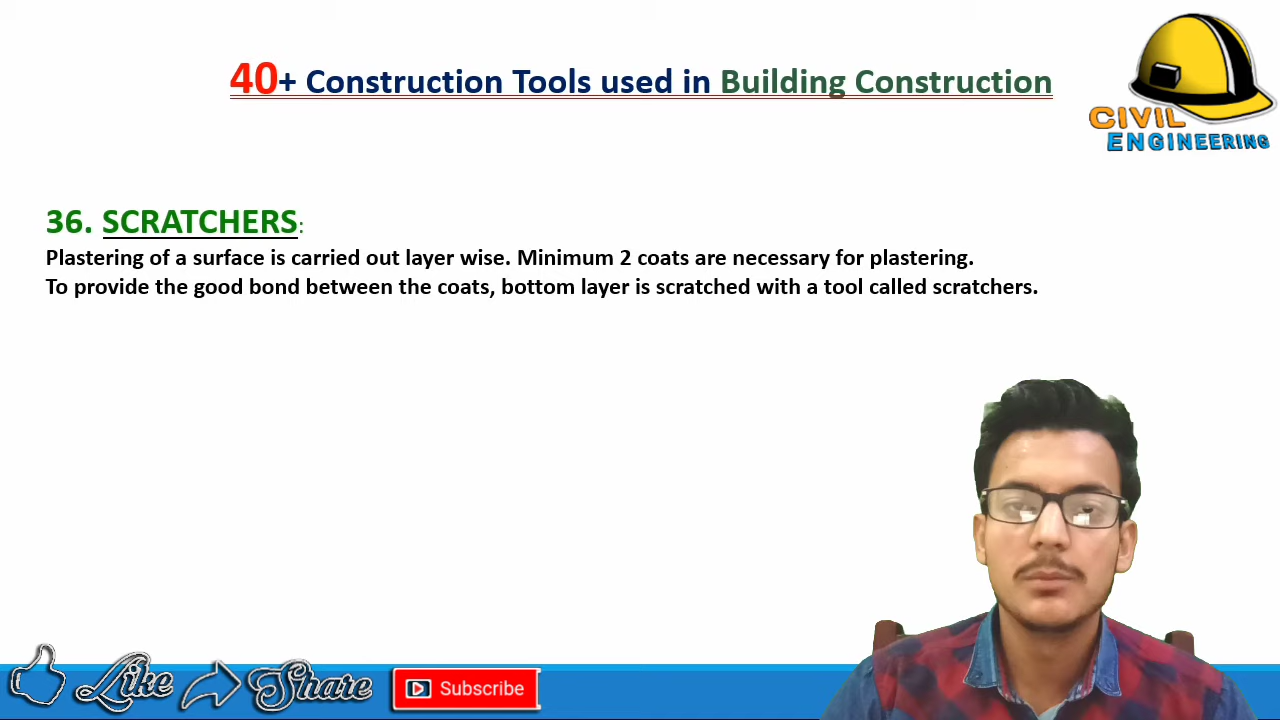 40+ Construction Tools used in Building Construction
CIVIL
ENGINEERING
36. SCRATCHERS:
Plastering of a surface is carried out layer wise. Minimum 2 coats are necessary for plastering.
To provide the good bond between the coats, bottom layer is scratched with a tool called scratchers.
Like Share Subscribe